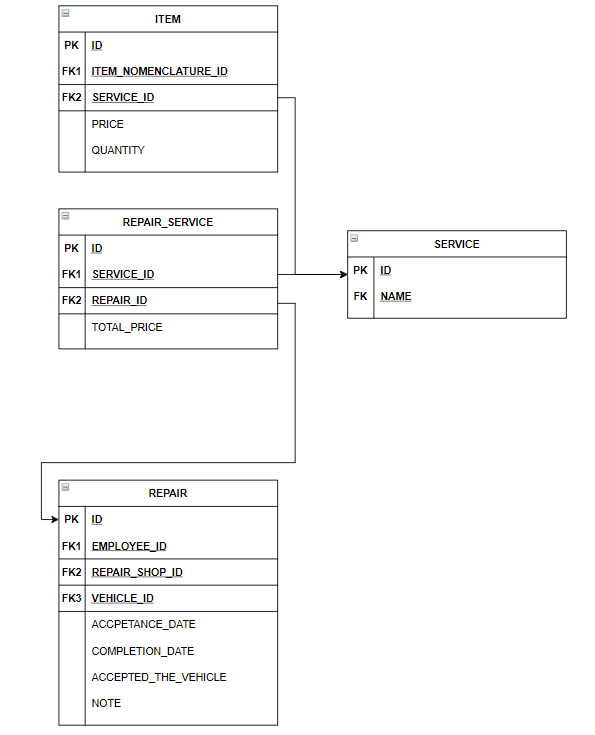 ITEM
PK ID
FK1 ITEM_NOMENCLATURE_ID
FK2 SERVICE_ID
PRICE
QUANTITY
REPAIR_SERVICE
PK ID
FK1 SERVICE_ID
FK2 REPAIR_ID
TOTAL_PRICE
SERVICE
PK ID
FK NAME
REPAIR
PK ID
FK1 EMPLOYEE_ID
FK2 REPAIR_SHOP_ID
FK3 VEHICLE_ID
ACCPETANCE_DATE
COMPLETION_DATE
ACCEPTED_THE_VEHICLE
NOTE